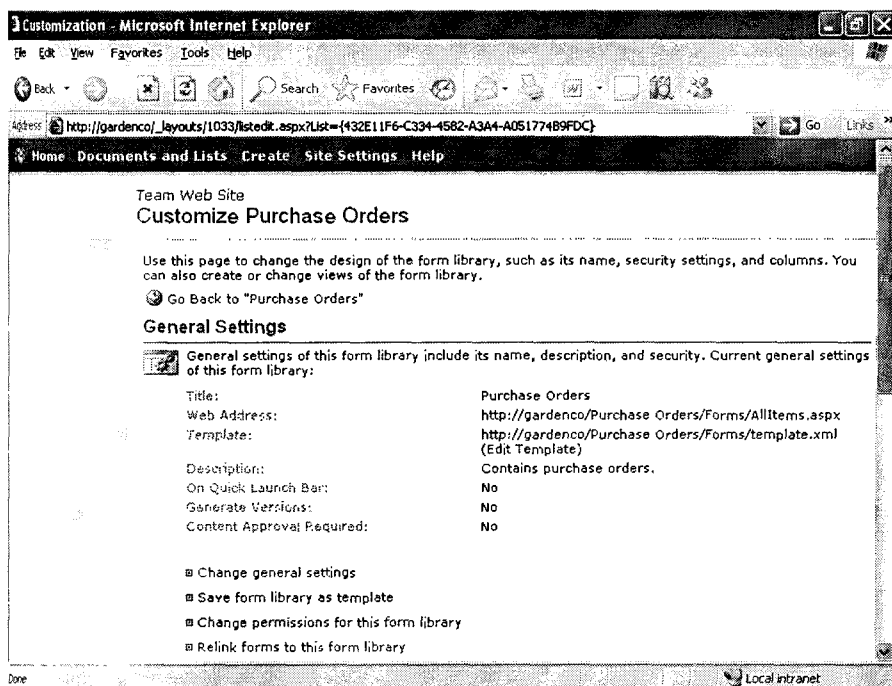 Customization - Microsoft Internet Explorer
File Edit View Favorites Tools Help
Back Search Favorites
Address http://gardenco/_layouts/1033/listedit.aspx?List={432E11F6-C334-4582-A3A4-A051774B9FDC} Go Links »
Home Documents and Lists Create Site Settings Help
Team Web Site
Customize Purchase Orders
Use this page to change the design of the form library, such as its name, security settings, and columns. You
can also create or change views of the form library.
Go Back to "Purchase Orders"
General Settings
General settings of this form library include its name, description, and security. Current general settings
of this form library:
Title: Purchase Orders
Web Address: http://gardenco/Purchase Orders/Forms/AllItems.aspx
Template: http://gardenco/Purchase Orders/Forms/template.xml
(Edit Template)
Description: Contains purchase orders.
On Quick Launch Bar: No
Generate Versions: No
Content Approval Required: No
Change general settings
Save form library as template
Change permissions for this form library
Relink forms to this form library
Done Local intranet